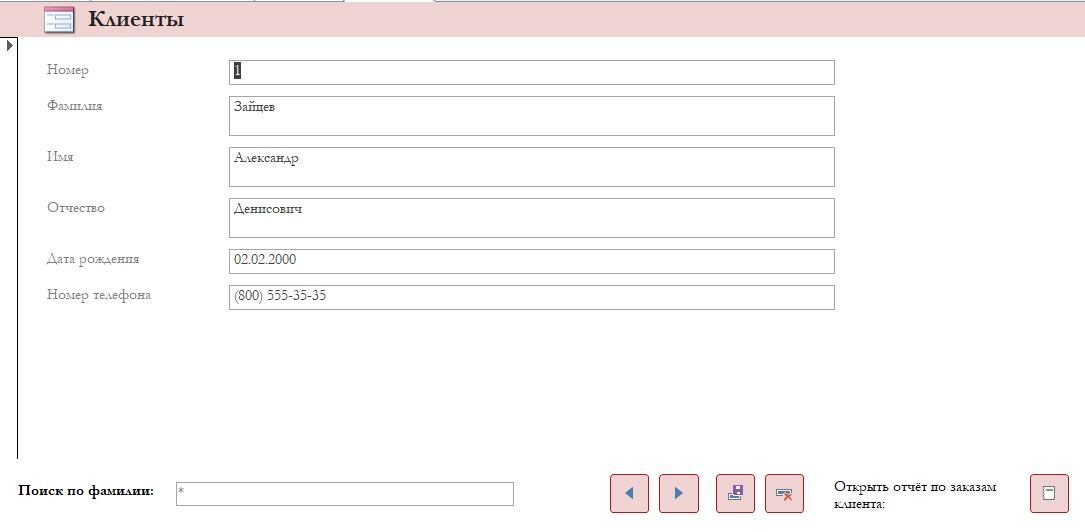 Клиенты
Номер
1
Фамилия
Зайцев
Имя
Александр
Отчество
Денисович
Дата рождения
02.02.2000
Номер телефона
(800) 555-35-35
Поиск по фамилии:
*
Открыть отчёт по заказам
клиента: